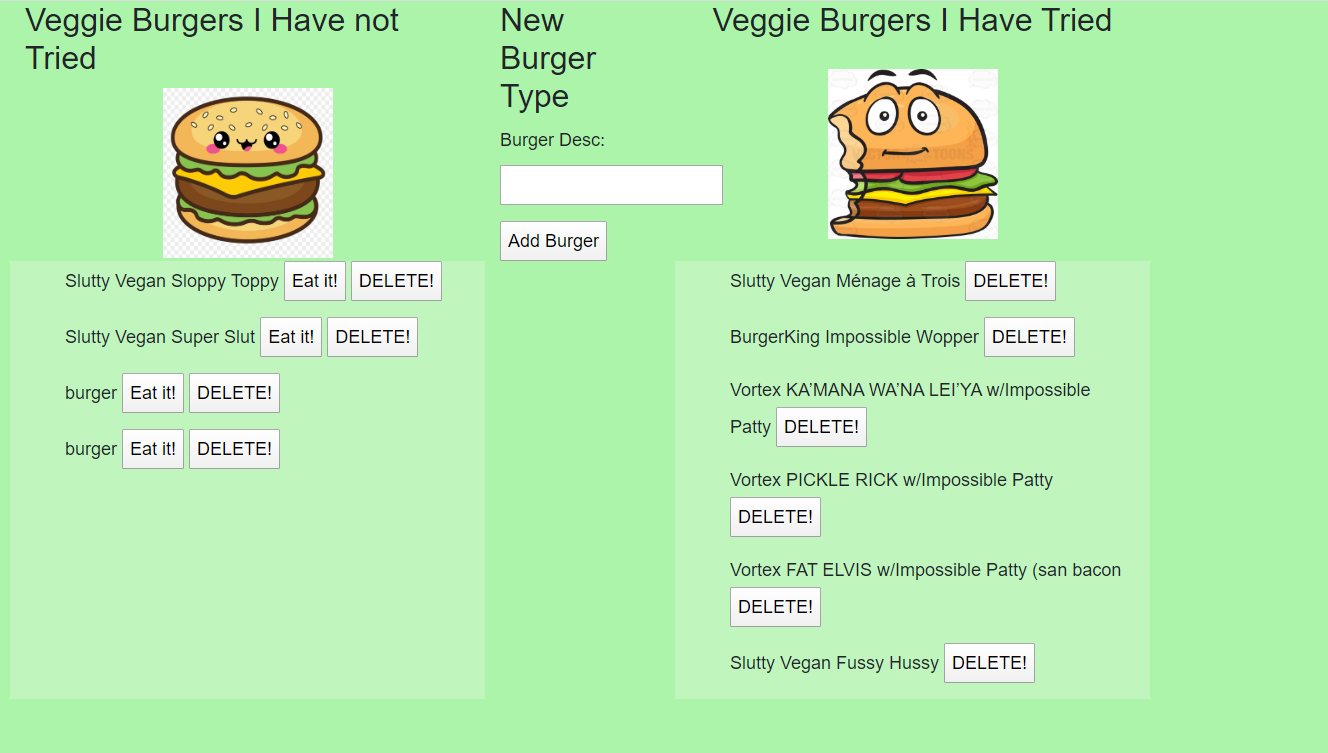 Veggie Burgers I Have not
Tried
Slutty Vegan Sloppy Toppy Eat it! DELETE!
Slutty Vegan Super Slut Eat it! DELETE!
burger Eat it! DELETE!
burger Eat it! DELETE!
New
Burger
Type
Burger Desc:
Add Burger
Veggie Burgers I Have Tried
Slutty Vegan Ménage à Trois DELETE!
BurgerKing Impossible Wopper DELETE!
Vortex KA’MANA WA’NA LEI’YA w/Impossible
Patty DELETE!
Vortex PICKLE RICK w/Impossible Patty
DELETE!
Vortex FAT ELVIS w/Impossible Patty (san bacon
DELETE!
Slutty Vegan Fussy Hussy DELETE!